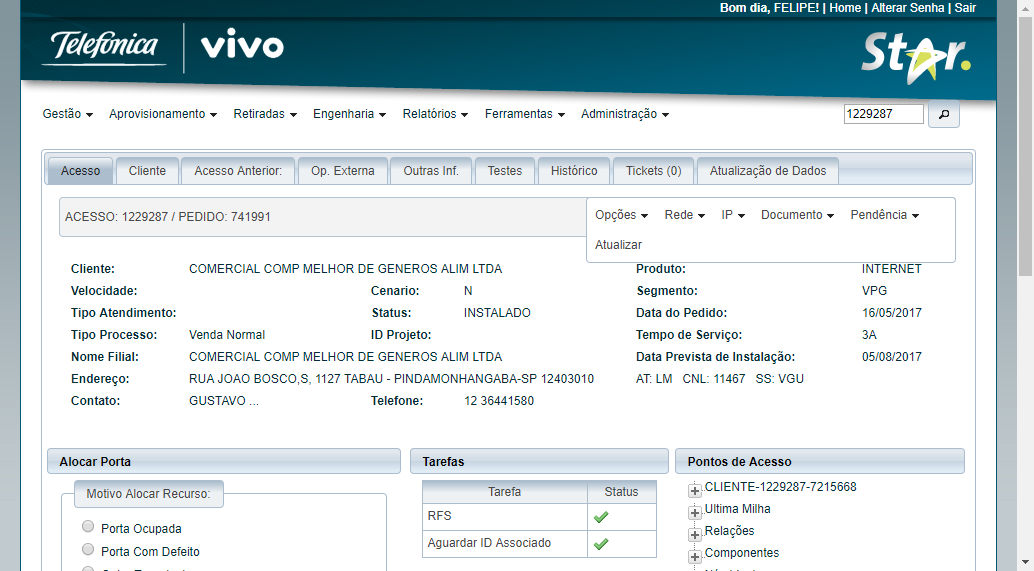 Bom dia, FELIPE! | Home | Alterar Senha | Sair
Telefónica vivo Star.
Gestão Aprovisionamento Retiradas Engenharia Relatórios Ferramentas Administração 1229287
Acesso Cliente Acesso Anterior: Op. Externa Outras Inf. Testes Histórico Tickets (0) Atualização de Dados
ACESSO: 1229287 / PEDIDO: 741991
Opções Rede IP Documento Pendência
Atualizar
Cliente: COMERCIAL COMP MELHOR DE GENEROS ALIM LTDA Produto: INTERNET
Velocidade: Cenario: N Segmento: VPG
Tipo Atendimento: Status: INSTALADO Data do Pedido: 16/05/2017
Tipo Processo: Venda Normal ID Projeto: Tempo de Serviço: 3A
Nome Filial: COMERCIAL COMP MELHOR DE GENEROS ALIM LTDA Data Prevista de Instalação: 05/08/2017
Endereço: RUA JOAO BOSCO,S, 1127 TABAU - PINDAMONHANGABA-SP 12403010 AT: LM CNL: 11467 SS: VGU
Contato: GUSTAVO ... Telefone: 12 36441580
Alocar Porta
Motivo Alocar Recurso:
Porta Ocupada
Porta Com Defeito
Tarefas
Tarefa Status
RFS
Aguardar ID Associado
Pontos de Acesso
CLIENTE-1229287-7215668
Ultima Milha
Relações
Componentes